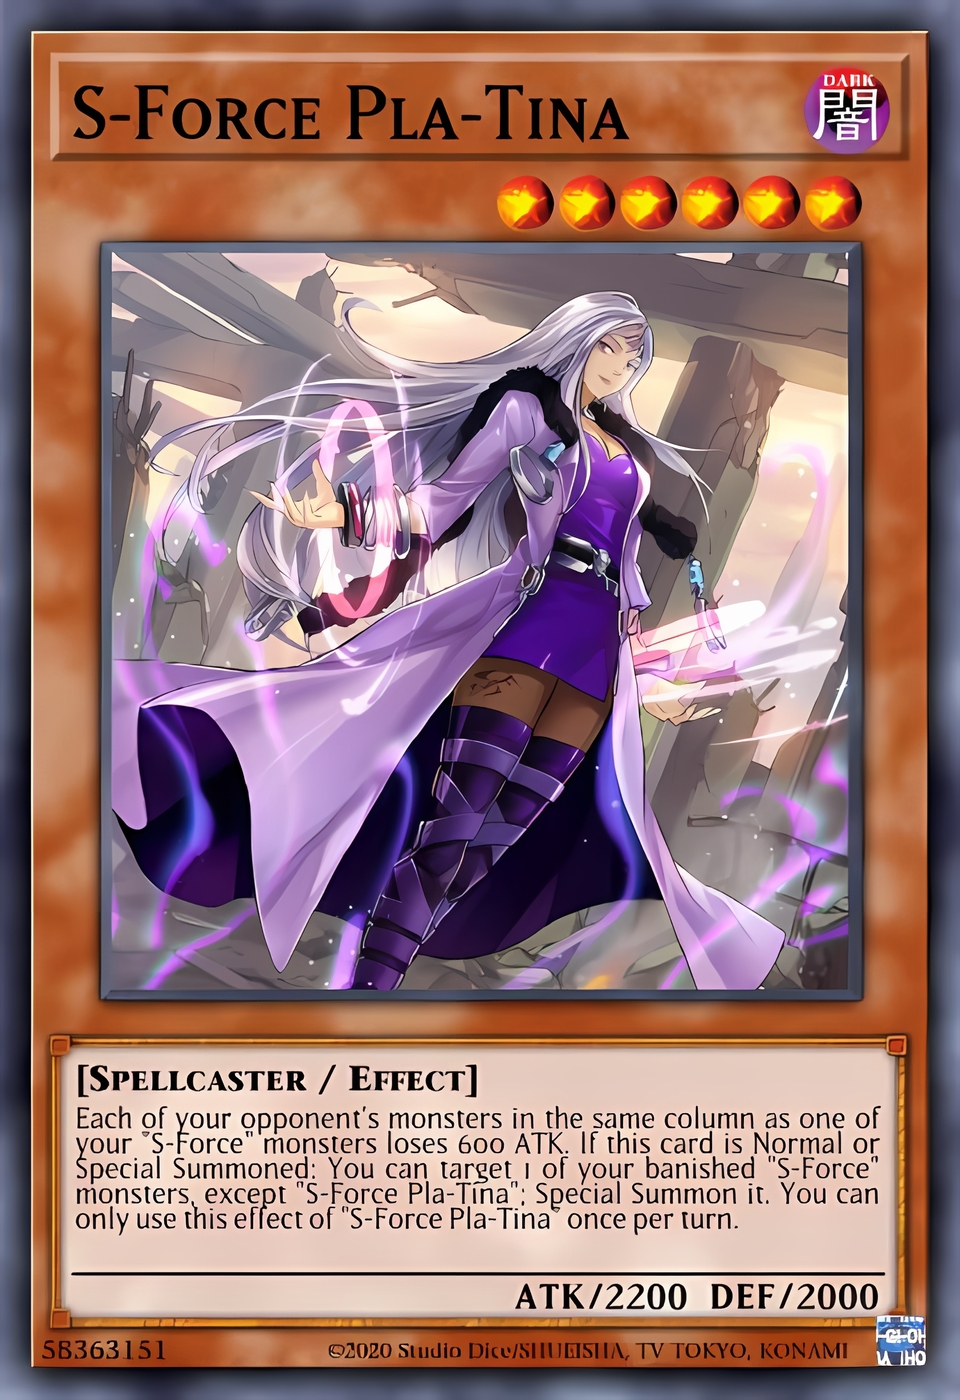 S-Force Pla-Tina
DARK
闇
[Spellcaster / Effect]
Each of your opponent's monsters in the same column as one of
your "S-Force" monsters loses 600 ATK. If this card is Normal or
Special Summoned: You can target 1 of your banished "S-Force"
monsters, except "S-Force Pla-Tina"; Special Summon it. You can
only use this effect of "S-Force Pla-Tina" once per turn.
ATK/2200 DEF/2000
58363151
©2020 Studio Dice/SHUEISHA, TV TOKYO, KONAMI